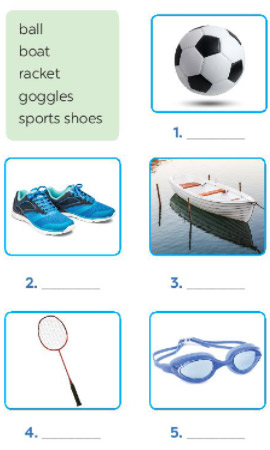 ball
boat
racket
goggles
sports shoes
1. ________
2. ________
3. ________
4. ________
5. ________